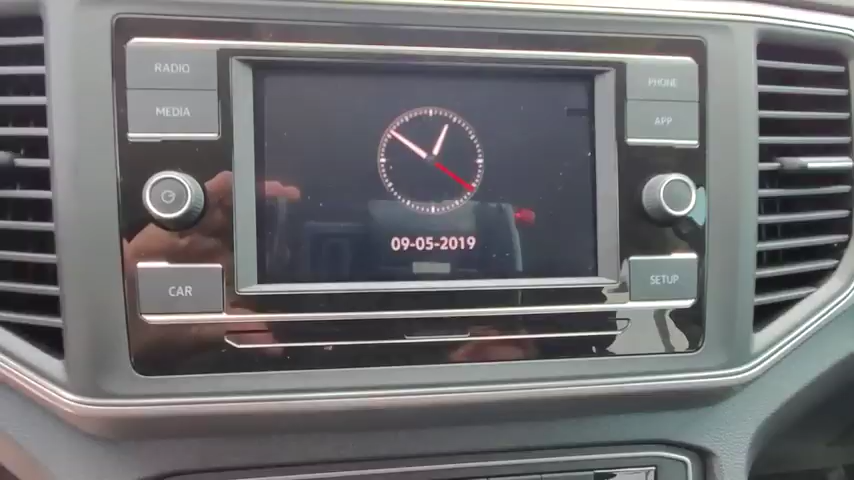 RADIO
PHONE
MEDIA
APP
09-05-2019
CAR
SETUP